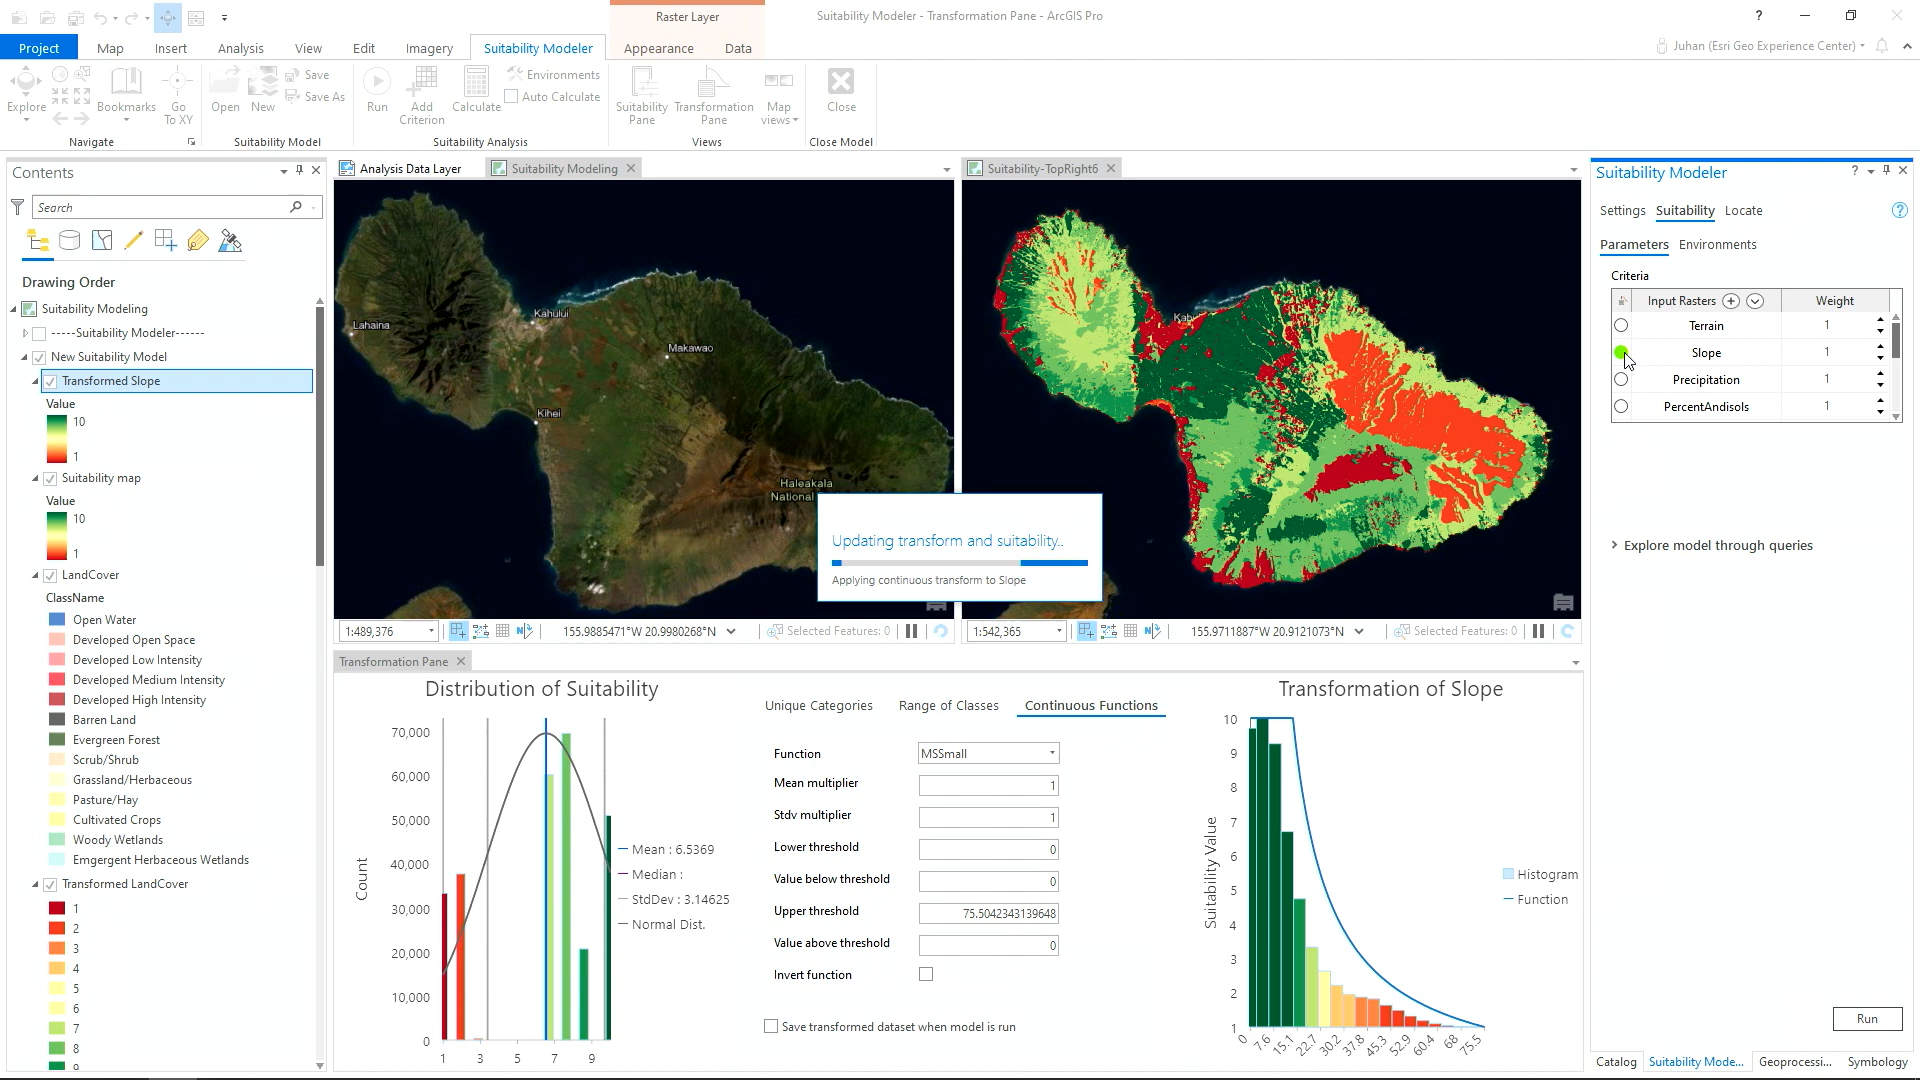 Raster Layer
Suitability Modeler - Transformation Pane - ArcGIS Pro
?
Project Map Insert Analysis View Edit Imagery Suitability Modeler Appearance Data
Juhan (Esri Geo Experience Center)
Explore Bookmarks Go To XY
Open New Save Save As
Run Add Criterion Calculate Environments Auto Calculate
Suitability Pane Transformation Pane Map views
Close
Navigate Suitability Model Suitability Analysis Views Close Model
Contents
Search
Drawing Order
Suitability Modeling
-----Suitability Modeler------
New Suitability Model
Transformed Slope
Value
10
1
Suitability map
Value
10
1
LandCover
ClassName
Open Water
Developed Open Space
Developed Low Intensity
Developed Medium Intensity
Developed High Intensity
Barren Land
Evergreen Forest
Scrub/Shrub
Grassland/Herbaceous
Pasture/Hay
Cultivated Crops
Woody Wetlands
Emgergent Herbaceous Wetlands
Transformed LandCover
1
2
3
4
5
6
7
8
9
Analysis Data Layer Suitability Modeling
Lahaina
Kahului
Makawao
Kihei
Haleakala
National
1:489,376 155.9885471°W 20.9980268°N Selected Features: 0
Suitability-TopRight6
1:542,365 155.9711887°W 20.9121073°N Selected Features: 0
Updating transform and suitability..
Applying continuous transform to Slope
Transformation Pane
Distribution of Suitability
70,000
60,000
50,000
40,000
30,000
20,000
10,000
0
Count
1 3 5 7 9
Mean : 6.5369
Median :
StdDev : 3.14625
Normal Dist.
Unique Categories Range of Classes Continuous Functions
Function MSSmall
Mean multiplier 1
Stdv multiplier 1
Lower threshold 0
Value below threshold 0
Upper threshold 75.5042343139648
Value above threshold 0
Invert function
Save transformed dataset when model is run
Transformation of Slope
10
9
8
7
6
5
4
3
2
1
Suitability Value
0 7.6 15.1 22.7 30.2 37.8 45.3 52.9 60.4 68 75.5
Histogram
Function
Suitability Modeler
?
Settings Suitability Locate
?
Parameters Environments
Criteria
Input Rasters Weight
Terrain 1
Slope 1
Precipitation 1
PercentAndisols 1
Explore model through queries
Run
Catalog Suitability Mode... Geoprocessi... Symbology